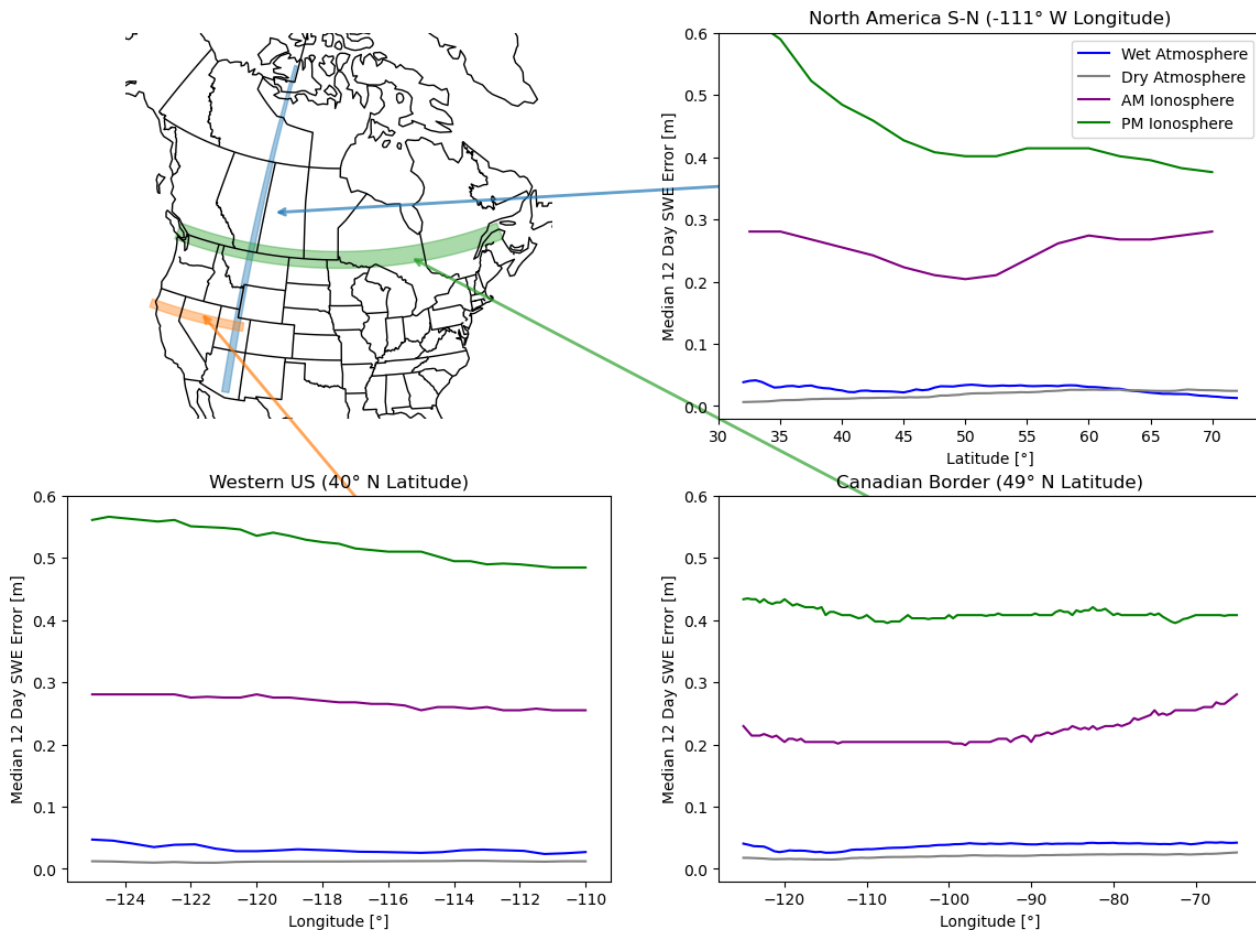 North America S-N (-111° W Longitude)
0.6
0.5
0.4
0.3
0.2
0.1
0.0
Median 12 Day SWE Error [m]
Wet Atmosphere
Dry Atmosphere
AM Ionosphere
PM Ionosphere
30 35 40 45 50 55 60 65 70
Latitude [°]
Western US (40° N Latitude)
0.6
0.5
0.4
0.3
0.2
0.1
0.0
Median 12 Day SWE Error [m]
−124 −122 −120 −118 −116 −114 −112 −110
Longitude [°]
Canadian Border (49° N Latitude)
0.6
0.5
0.4
0.3
0.2
0.1
0.0
Median 12 Day SWE Error [m]
−120 −110 −100 −90 −80 −70
Longitude [°]